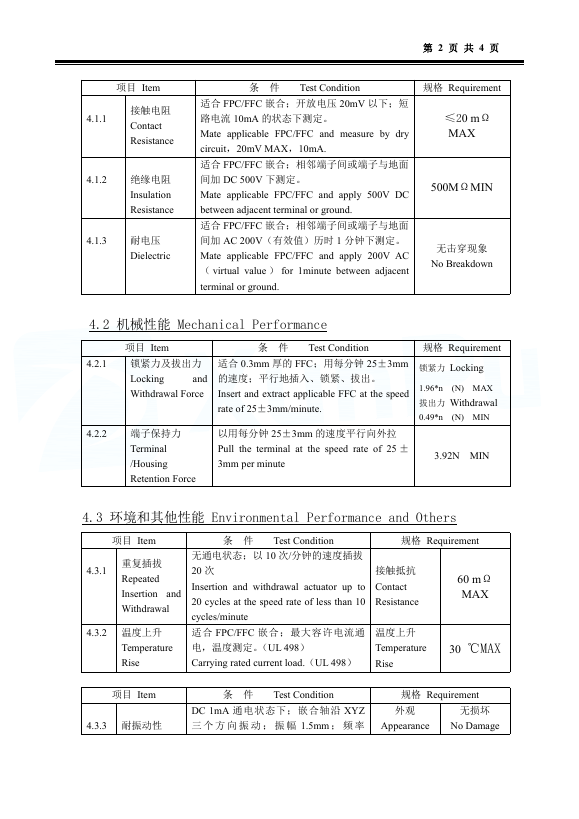 第 2 页 共 4 页
项目 Item 条 件 Test Condition 规格 Requirement
4.1.1
接触电阻
Contact
Resistance
适合 FPC/FFC 嵌合；开放电压 20mV 以下；短
路电流 10mA 的状态下测定。
Mate applicable FPC/FFC and measure by dry
circuit，20mV MAX，10mA.
≤20 mΩ
MAX
4.1.2
绝缘电阻
Insulation
Resistance
适合 FPC/FFC 嵌合；相邻端子间或端子与地面
间加 DC 500V 下测定。
Mate applicable FPC/FFC and apply 500V DC
between adjacent terminal or ground.
500MΩMIN
4.1.3
耐电压
Dielectric
适合 FPC/FFC 嵌合；相邻端子间或端子与地面
间加 AC 200V（有效值）历时 1 分钟下测定。
Mate applicable FPC/FFC and apply 200V AC
（virtual value） for 1minute between adjacent
terminal or ground.
无击穿现象
No Breakdown
4.2 机械性能 Mechanical Performance
项目 Item 条 件 Test Condition 规格 Requirement
4.2.1
锁紧力及拔出力
Locking and
Withdrawal Force
适合 0.3mm 厚的 FFC；用每分钟 25±3mm
的速度；平行地插入、锁紧、拔出。
Insert and extract applicable FFC at the speed
rate of 25±3mm/minute.
锁紧力 Locking
1.96*n (N) MAX
拔出力 Withdrawal
0.49*n (N) MIN
4.2.2
端子保持力
Terminal
/Housing
Retention Force
以用每分钟 25±3mm 的速度平行向外拉
Pull the terminal at the speed rate of 25±
3mm per minute
3.92N MIN
4.3 环境和其他性能 Environmental Performance and Others
项目 Item 条 件 Test Condition 规格 Requirement
4.3.1
重复插拔
Repeated
Insertion and
Withdrawal
无通电状态；以 10 次/分钟的速度插拔
20 次
Insertion and withdrawal actuator up to
20 cycles at the speed rate of less than 10
cycles/minute
接触抵抗
Contact
Resistance
60 mΩ
MAX
4.3.2
温度上升
Temperature
Rise
适合 FPC/FFC 嵌合；最大容许电流通
电，温度测定。（UL 498）
Carrying rated current load.（UL 498）
温度上升
Temperature
Rise
30 ℃MAX
项目 Item 条 件 Test Condition 规格 Requirement
4.3.3
耐振动性
DC 1mA 通电状态下；嵌合轴沿 XYZ
三个方向振动；振幅 1.5mm；频率
外观
Appearance
无损坏
No Damage